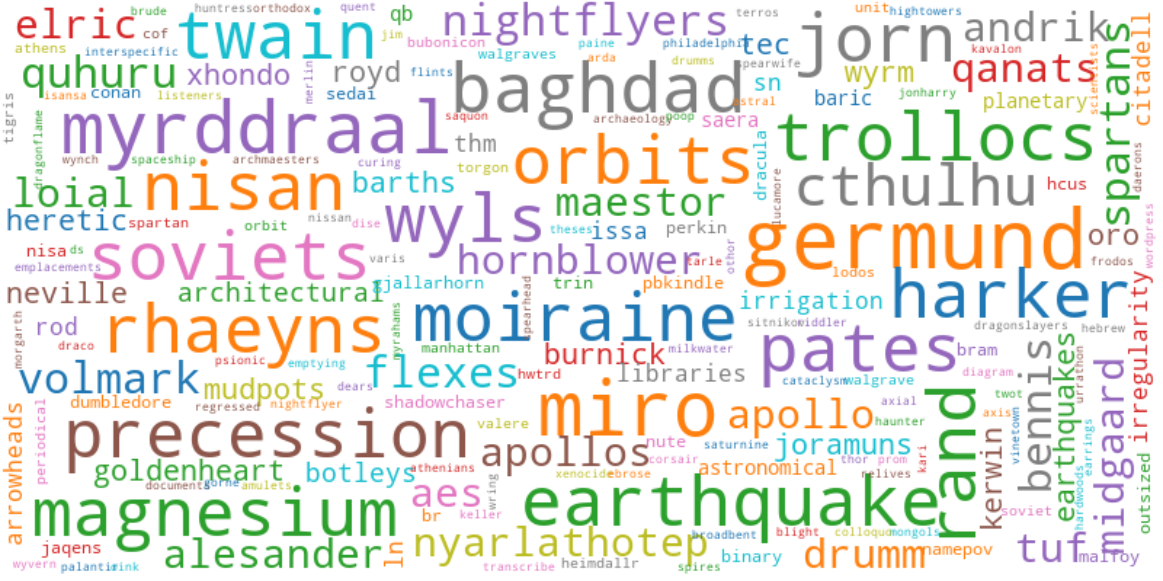 brude
huntress
orthodox
quent
qb
nightflyers
terros
unit
hightowers
elric
cof
twain
jim
bubonicon
paine
philadelphia
tec
jorn
andrik
athens
interspecific
walgraves
arda
drumms
spearwife
kavalon
quhuru
xhondo
merlin
royd
flints
baghdad
sn
wyrm
qanats
scientists
spartans
citadell
isansa
conan
listeners
sedai
astral
baric
jonharry
planetary
tigris
dragonflame
myrddraal
saquon
archaeology
goop
saera
trollocs
thm
orbits
dracula
wynch
spaceship
archmaesters
curing
torgon
cthulhu
hcus
daerons
loial
nisan
barths
maestor
lucamore
heretic
spartan
orbit
nissan
dise
wyls
theses
issa
perkin
germund
oro
wordpress
nisa
ds
soviets
varis
hornblower
tarle
othor
frodos
emplacements
gjallarhorn
trin
pbkindle
lodos
neville
architectural
irrigation
harker
irregularity
morgarth
rod
rhaeyns
myrahams
moiraine
spearhead
sitnikov
viddler
dragonslayers
hebrew
draco
psionic
emptying
manhattan
burnick
milkwater
pates
bram
diagram
bennis
earthquakes
urrathon
volmark
mudpots
dears
flexes
hwtrd
libraries
cataclysm
walgrave
midgaard
dumbledore
regressed
nightflyer
shadowchaser
miro
apollo
axial
haunter
rand
twot
axis
arrowheads
periodical
precession
valere
apollos
nute
corsair
saturnine
joramuns
thor
prom
kari
kerwin
vinetown
earrings
hardwoods
outsized
goldenheart
botleys
athenians
xenocide
ebrose
astronomical
relives
documents
gorne
amulets
aes
wring
earthquake
soviet
magnesium
br
keller
broadbent
blight
colloquo
mongols
jaqens
alesander
ln
nyarlathotep
binary
drumm
namepov
tuf
malfoy
wyvern
palantir
oink
transcribe
heimdallr
spires